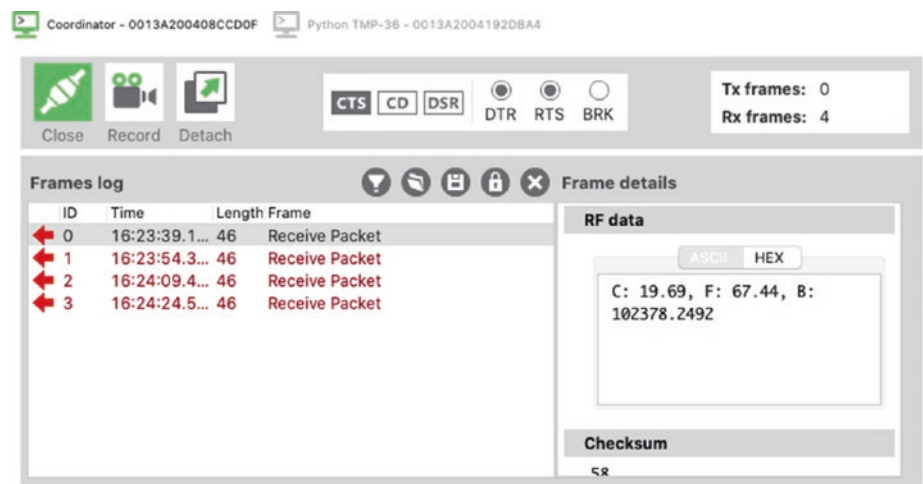 Coordinator - 0013A200408CCD0F
Python TMP-36 - 0013A2004192DBA4
Close
Record
Detach
CTS
CD
DSR
DTR
RTS
BRK
Tx frames: 0
Rx frames: 4
Frames log
ID Time Length Frame
0 16:23:39.1... 46 Receive Packet
1 16:23:54.3... 46 Receive Packet
2 16:24:09.4... 46 Receive Packet
3 16:24:24.5... 46 Receive Packet
Frame details
RF data
ASCII HEX
C: 19.69, F: 67.44, B:
102378.2492
Checksum
58